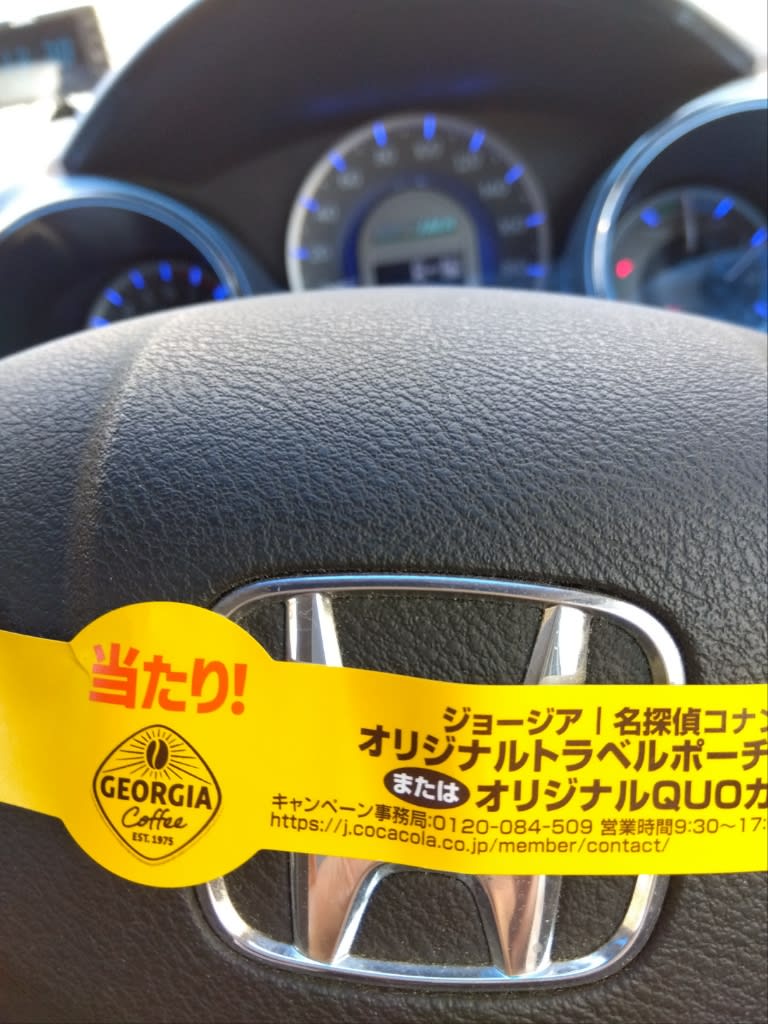 当たり!
GEORGIA
Coffee
EST. 1975
ジョージア | 名探偵コナン
オリジナルトラベルポーチ
または オリジナルQUOカ
キャンペーン事務局:0120-084-509 営業時間9:30～17:
https://j.cocacola.co.jp/member/contact/